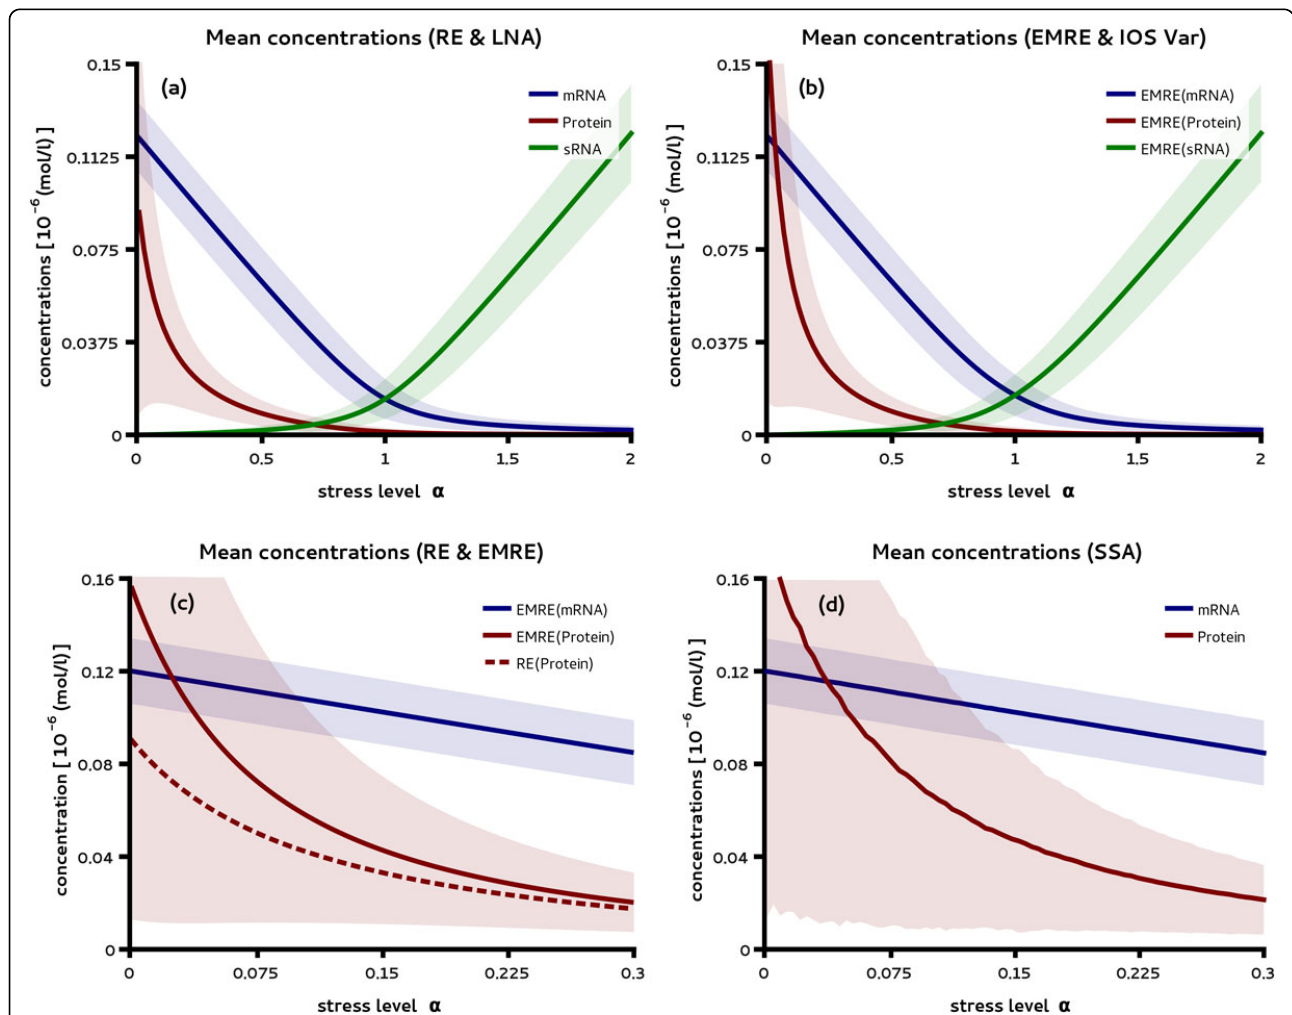 Mean concentrations (RE & LNA)
(a)
mRNA
Protein
sRNA
0.15
0.1125
0.075
0.0375
0
concentrations [ 10⁻⁶ (mol/l) ]
0
0.5
1
1.5
2
stress level α
Mean concentrations (EMRE & IOS Var)
(b)
EMRE(mRNA)
EMRE(Protein)
EMRE(sRNA)
0.15
0.1125
0.075
0.0375
0
concentrations [ 10⁻⁶ (mol/l) ]
0
0.5
1
1.5
2
stress level α
Mean concentrations (RE & EMRE)
(c)
EMRE(mRNA)
EMRE(Protein)
RE(Protein)
0.16
0.12
0.08
0.04
0
concentration [ 10⁻⁶ (mol/l) ]
0
0.075
0.15
0.225
0.3
stress level α
Mean concentrations (SSA)
(d)
mRNA
Protein
0.16
0.12
0.08
0.04
0
concentrations [ 10⁻⁶ (mol/l) ]
0
0.075
0.15
0.225
0.3
stress level α